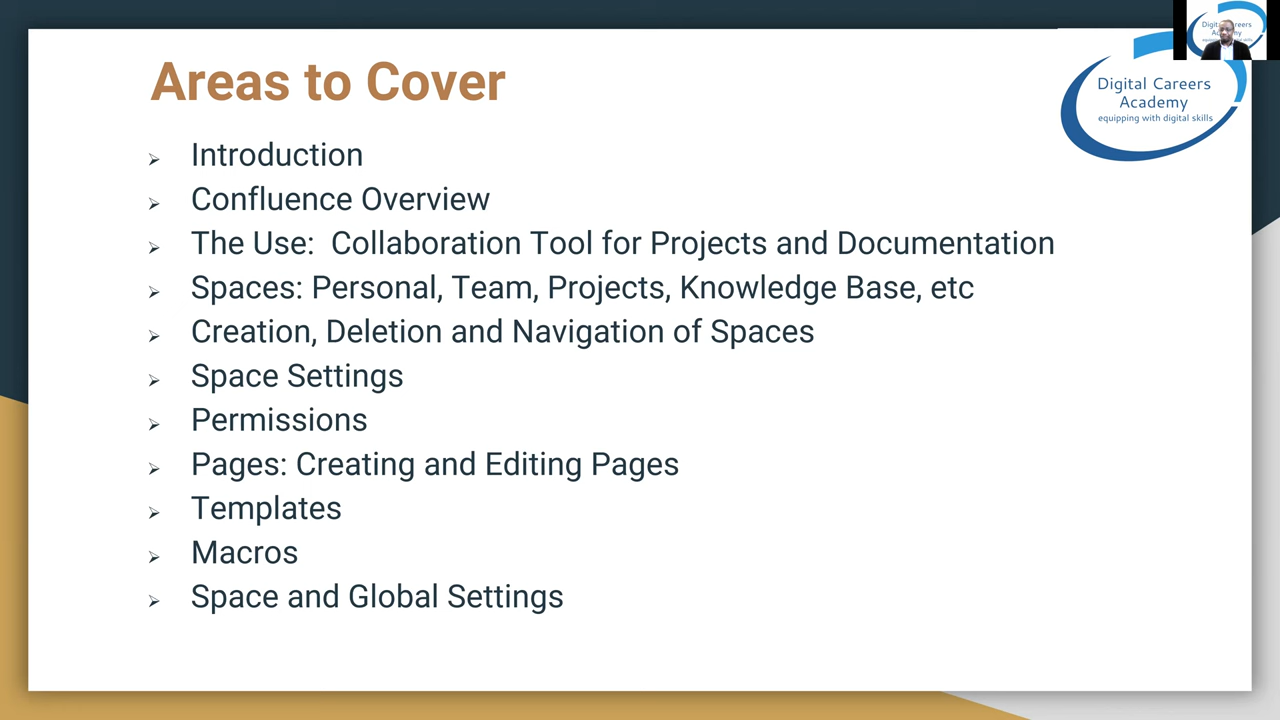 Areas to Cover
Digital Careers
Academy
equipping with digital skills
Introduction
Confluence Overview
The Use:  Collaboration Tool for Projects and Documentation
Spaces: Personal, Team, Projects, Knowledge Base, etc
Creation, Deletion and Navigation of Spaces
Space Settings
Permissions
Pages: Creating and Editing Pages
Templates
Macros
Space and Global Settings